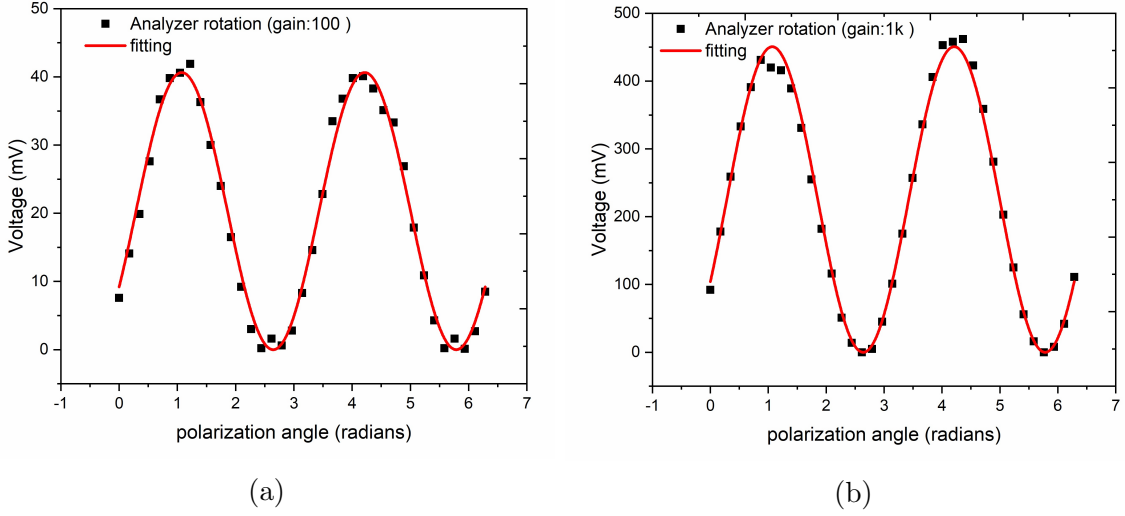 Analyzer rotation (gain:100 )
fitting
50
40
30
20
10
0
Voltage (mV)
-1 0 1 2 3 4 5 6 7
polarization angle (radians)
(a)
Analyzer rotation (gain:1k )
fitting
500
400
300
200
100
0
Voltage (mV)
-1 0 1 2 3 4 5 6 7
polarization angle (radians)
(b)